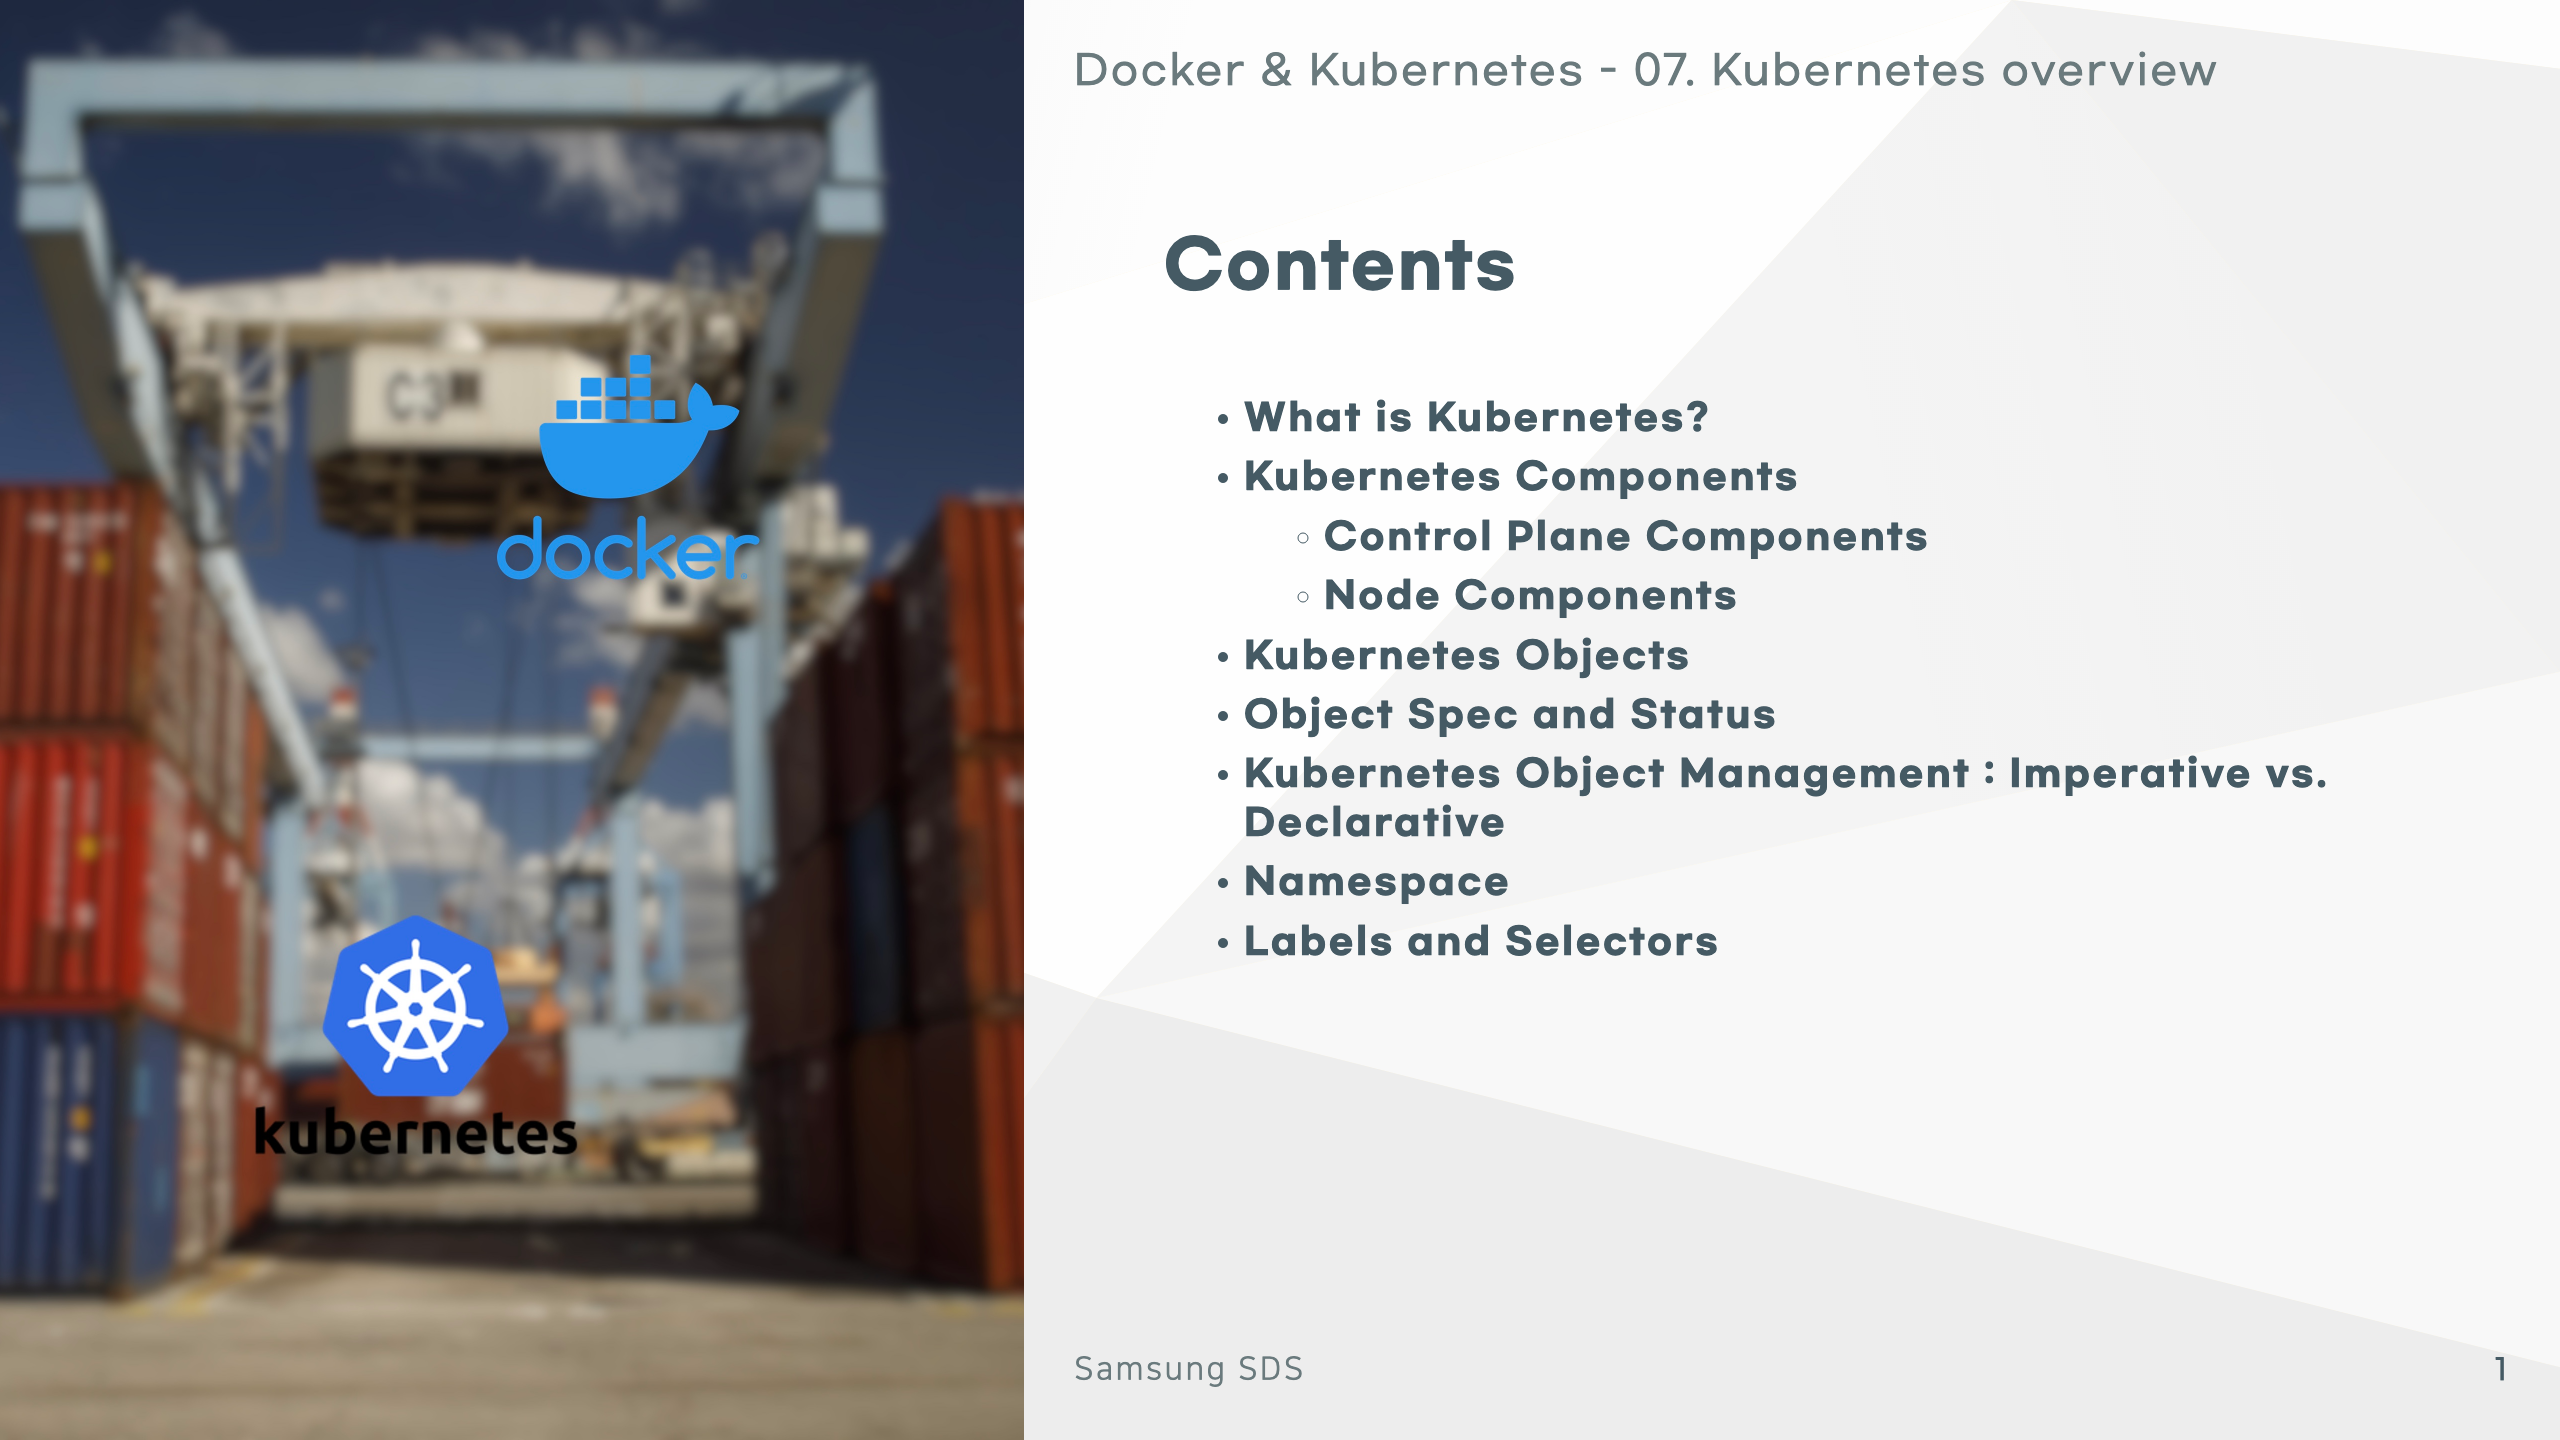 Docker & Kubernetes - 07. Kubernetes overview
Contents
• What is Kubernetes?
• Kubernetes Components
◦ Control Plane Components
◦ Node Components
• Kubernetes Objects
• Object Spec and Status
• Kubernetes Object Management : Imperative vs.
Declarative
• Namespace
• Labels and Selectors
C3
docker
kubernetes
Samsung SDS
1